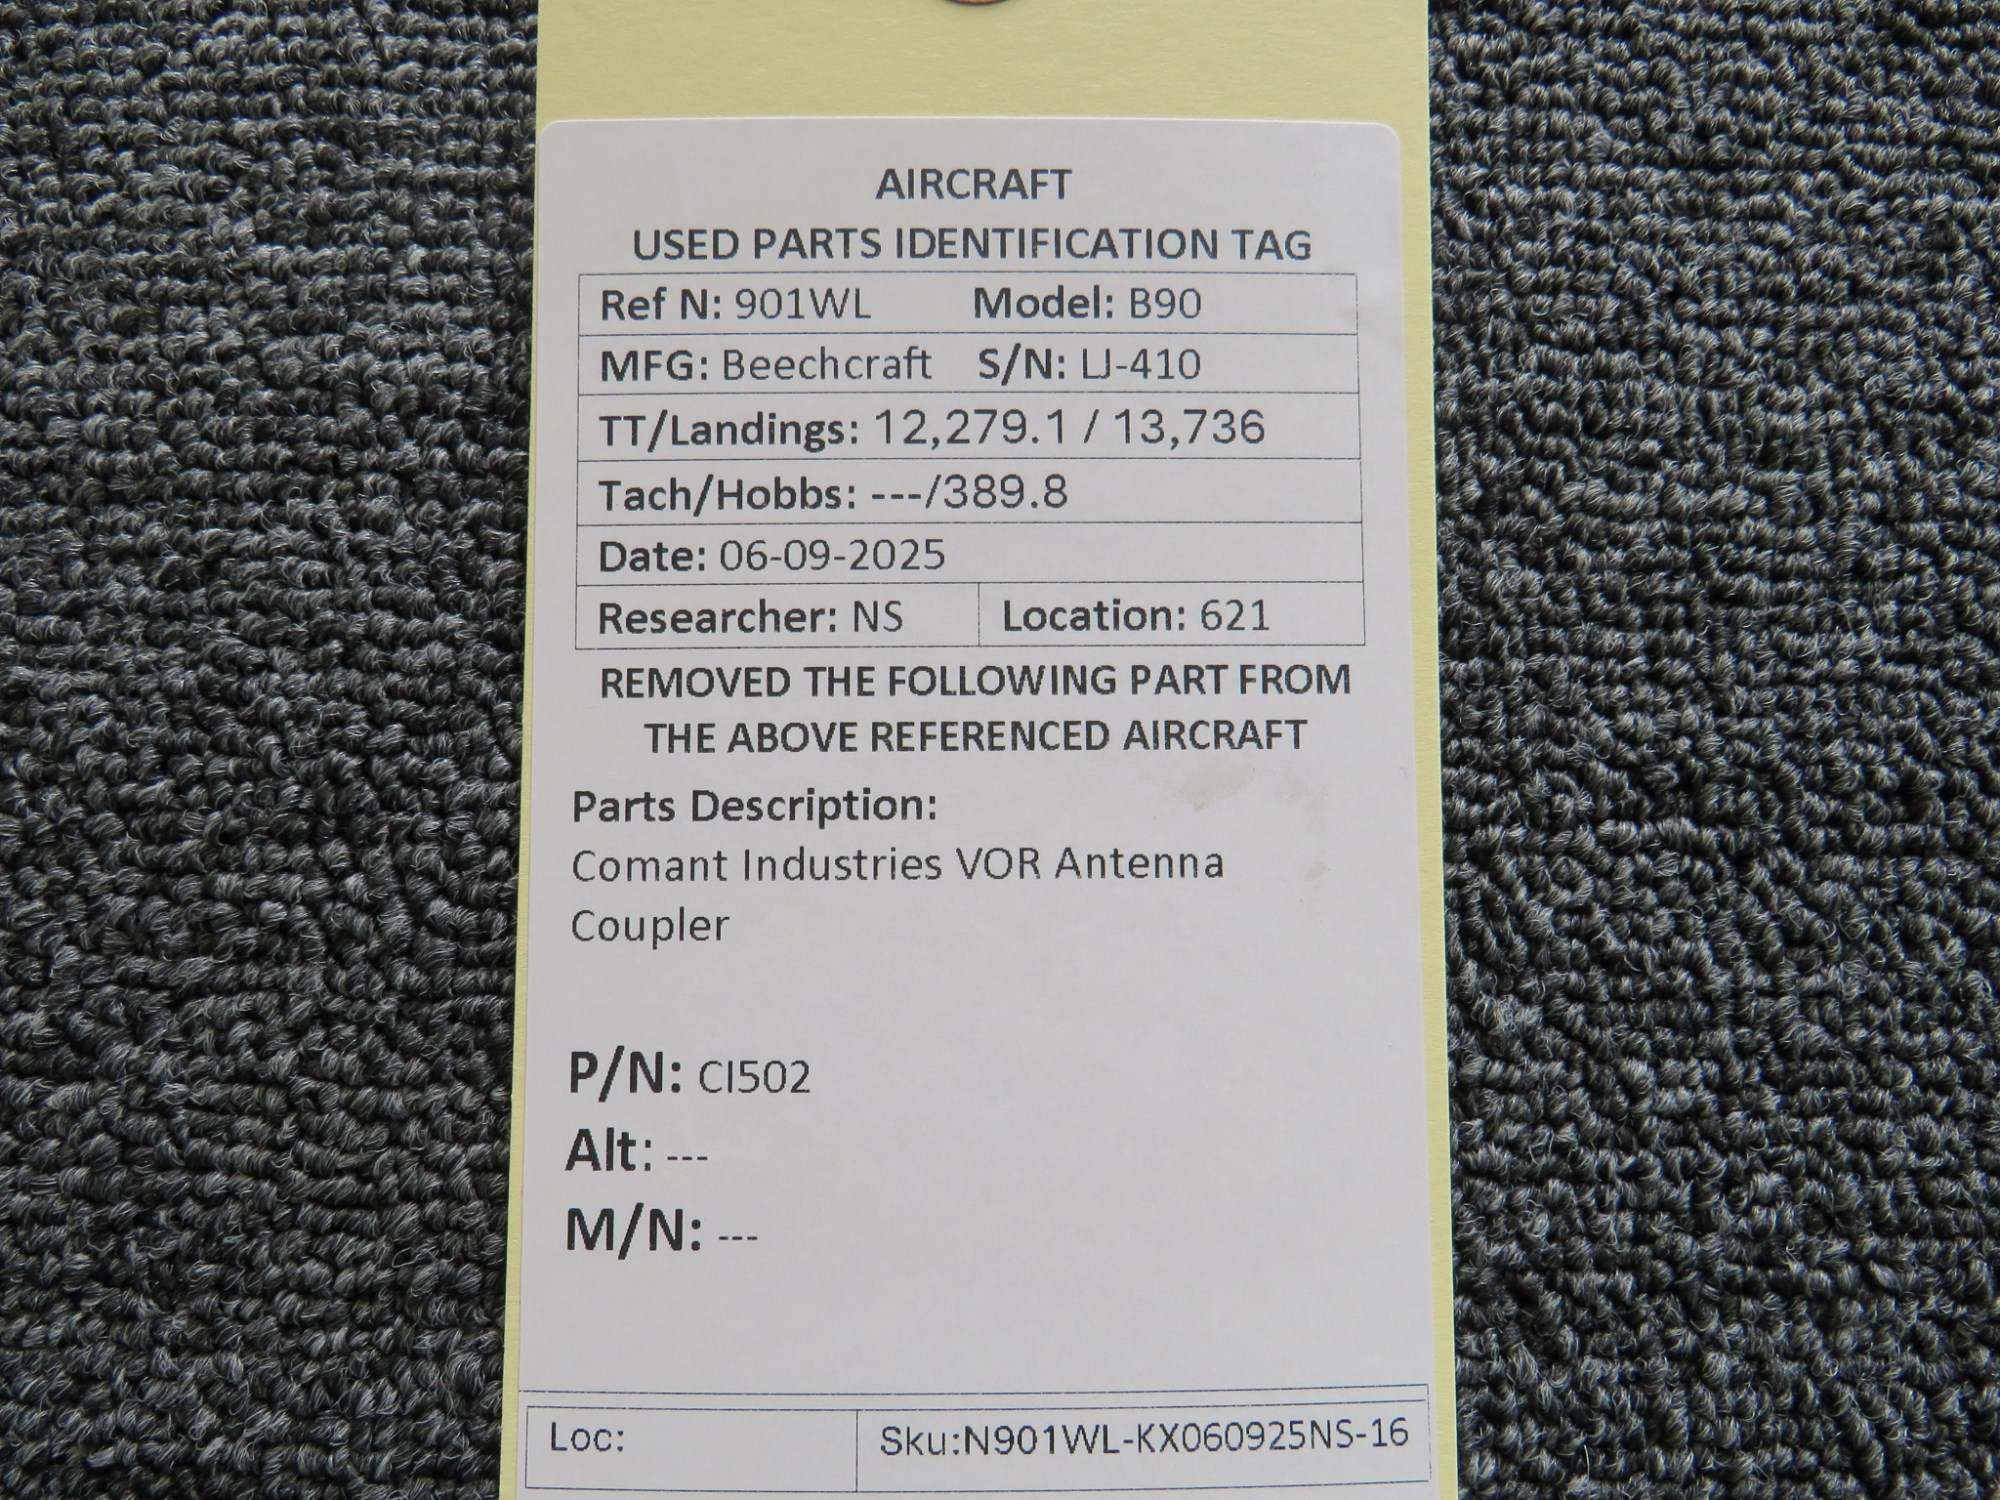 AIRCRAFT
USED PARTS IDENTIFICATION TAG
Ref N: 901WL Model: B90
MFG: Beechcraft S/N: LJ-410
TT/Landings: 12,279.1 / 13,736
Tach/Hobbs: ---/389.8
Date: 06-09-2025
Researcher: NS Location: 621
REMOVED THE FOLLOWING PART FROM
THE ABOVE REFERENCED AIRCRAFT
Parts Description:
Comant Industries VOR Antenna
Coupler
P/N: CI502
Alt: ---
M/N: ---
Loc: Sku:N901WL-KX060925NS-16